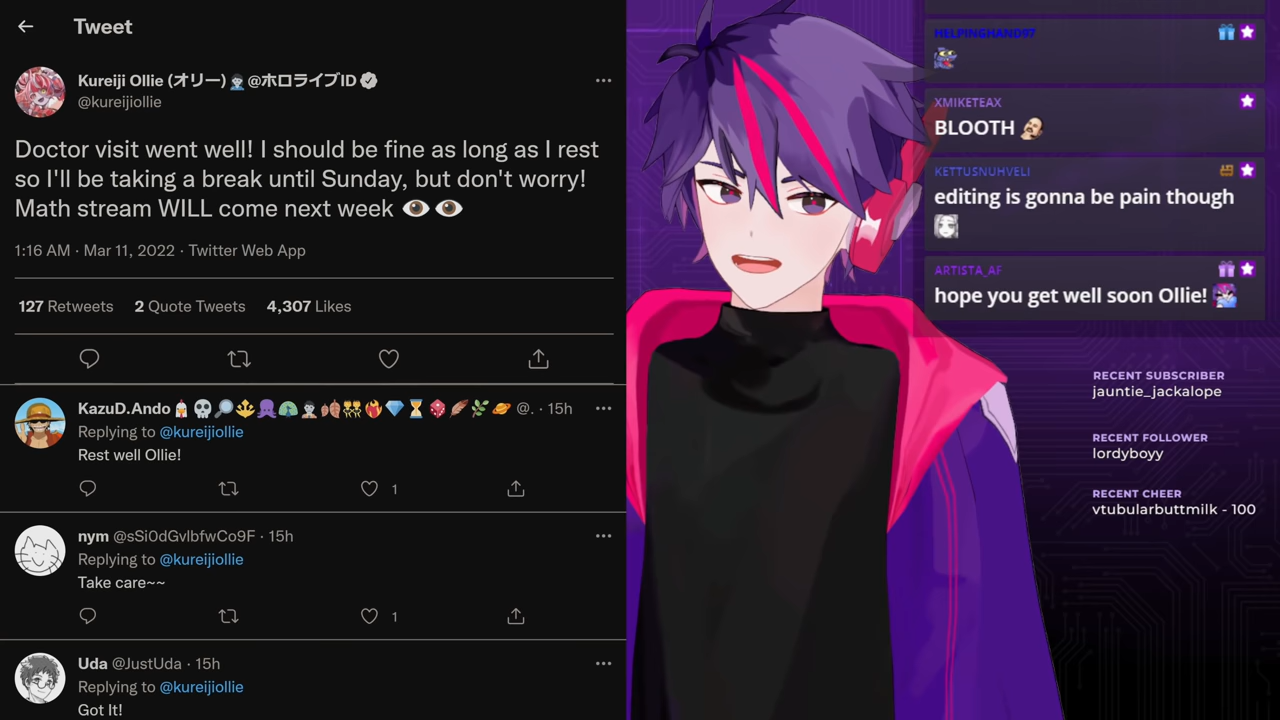 Tweet
Kureiji Ollie (オリー)🧟‍♀️@ホロライブID
@kureijiollie
Doctor visit went well! I should be fine as long as I rest
so I'll be taking a break until Sunday, but don't worry!
Math stream WILL come next week 👀
1:16 AM · Mar 11, 2022 · Twitter Web App
127 Retweets 2 Quote Tweets 4,307 Likes
KazuD.Ando @. · 15h
Replying to @kureijiollie
Rest well Ollie!
1
nym @sSi0dGvlbfwCo9F · 15h
Replying to @kureijiollie
Take care~~
1
Uda @JustUda · 15h
Replying to @kureijiollie
Got It!
HELPINGHAND97
XMIKETEAX
BLOOTH
KETTUSNUHVELI
editing is gonna be pain though
ARTISTA_AF
hope you get well soon Ollie!
RECENT SUBSCRIBER
jauntie_jackalope
RECENT FOLLOWER
lordyboyy
RECENT CHEER
vtubularbuttmilk - 100